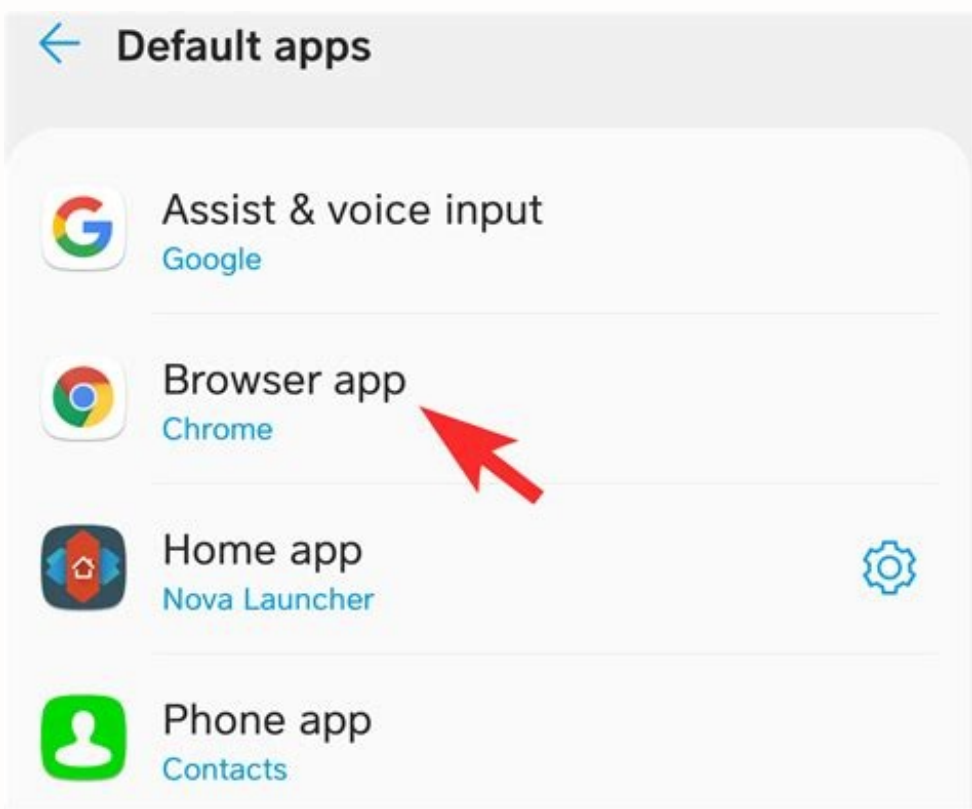 Default apps
Assist & voice input
Google
Browser app
Chrome
Home app
Nova Launcher
Phone app
Contacts